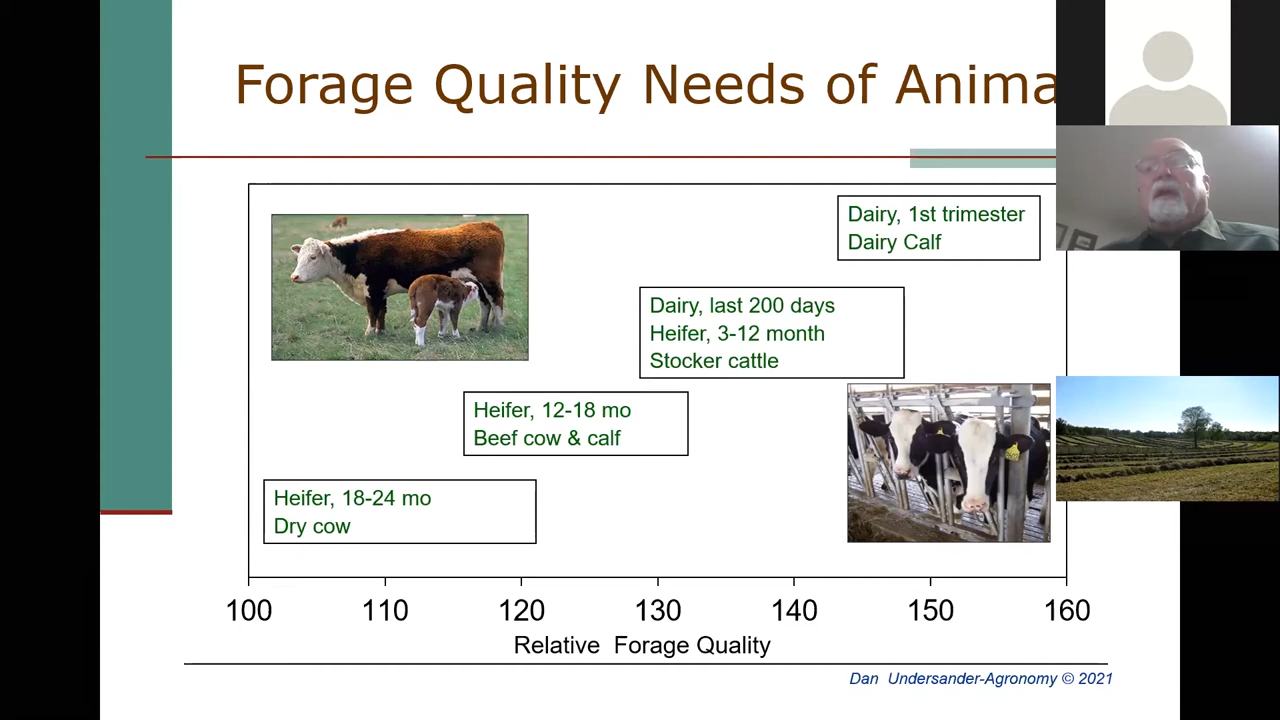 Forage Quality Needs of Anima
Dairy, 1st trimester
Dairy Calf
Dairy, last 200 days
Heifer, 3-12 month
Stocker cattle
Heifer, 12-18 mo
Beef cow & calf
Heifer, 18-24 mo
Dry cow
100 110 120 130 140 150 160
Relative Forage Quality
Dan Undersander-Agronomy © 2021